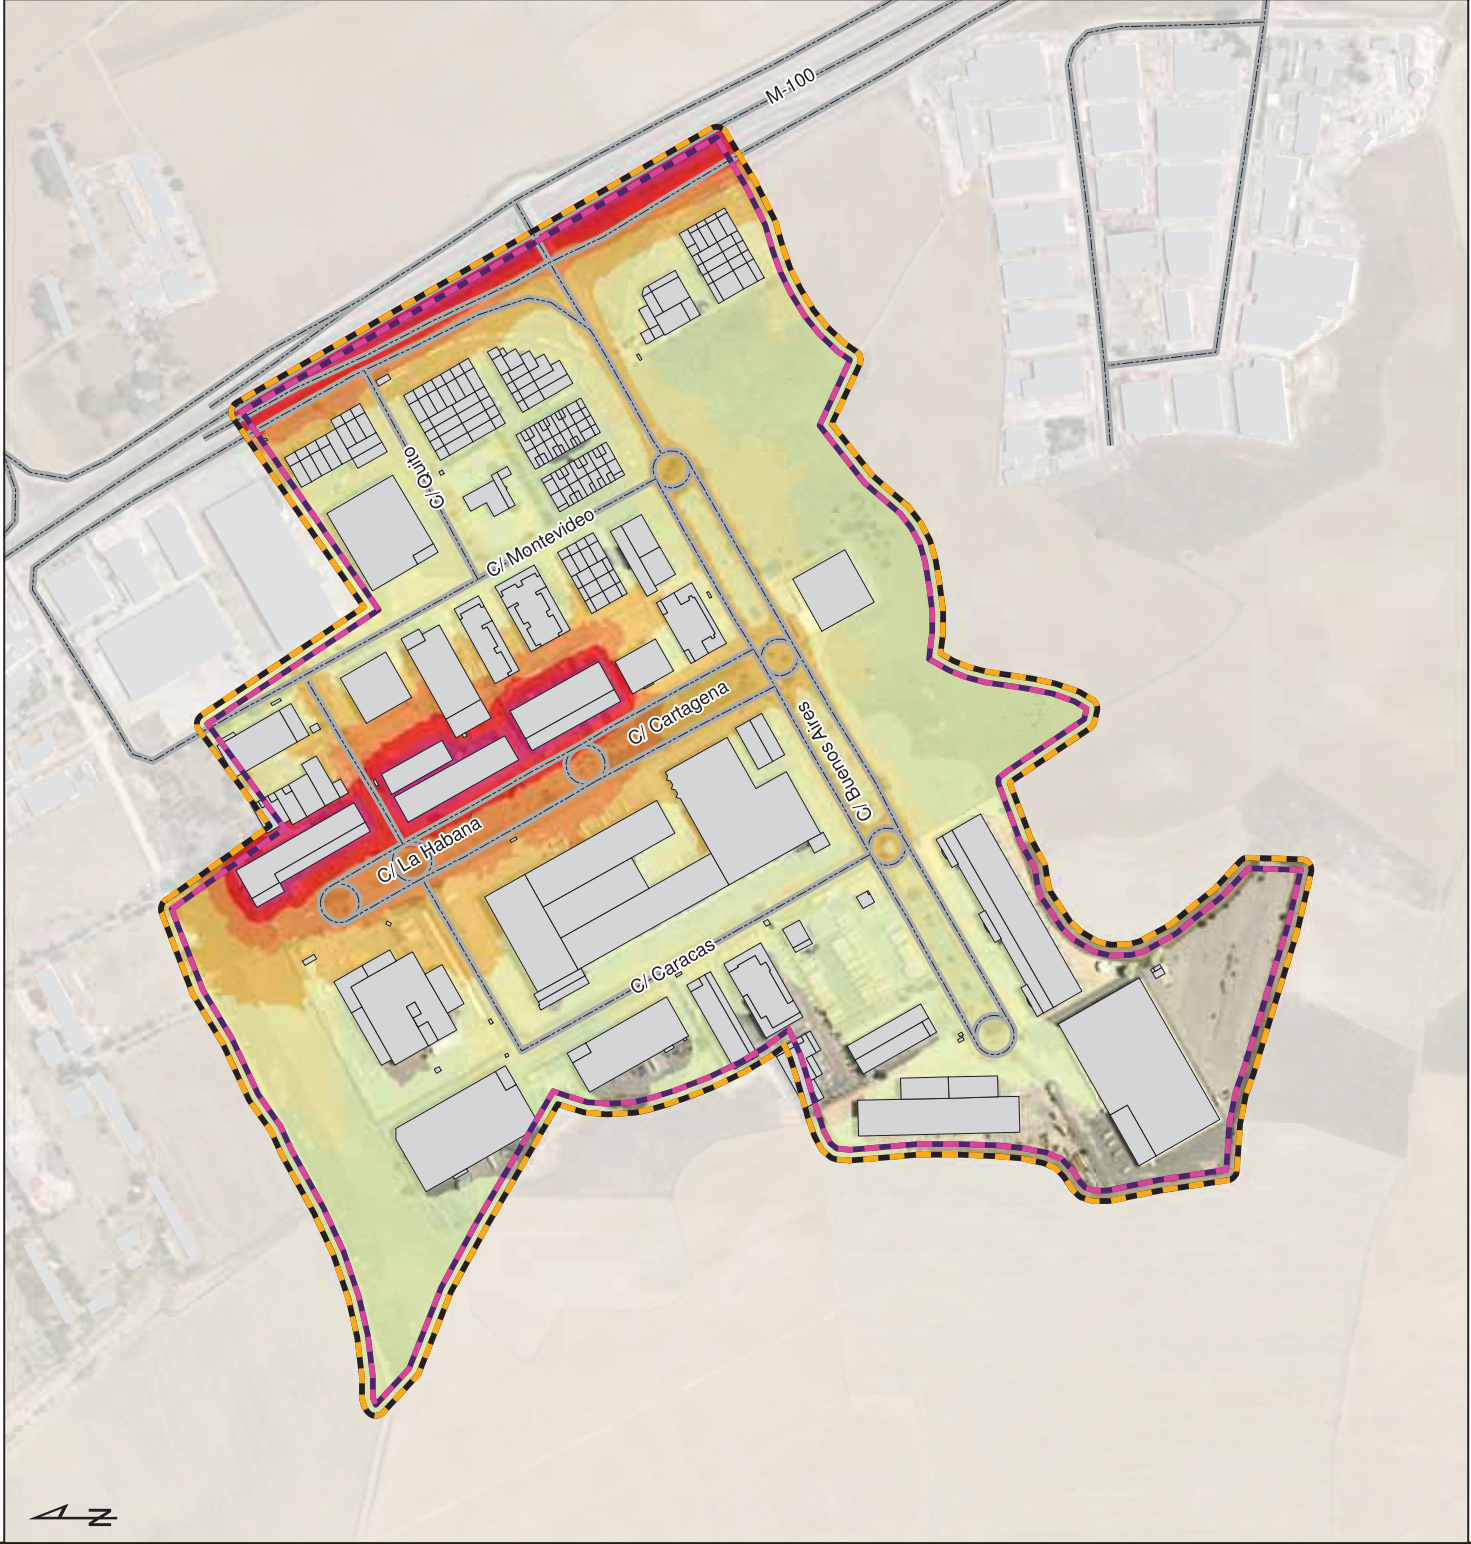 M-100
C/ Quito
C/ Montevideo
C/ Cartagena
C/ Buenos Aires
C/ La Habana
C/ Caracas
N